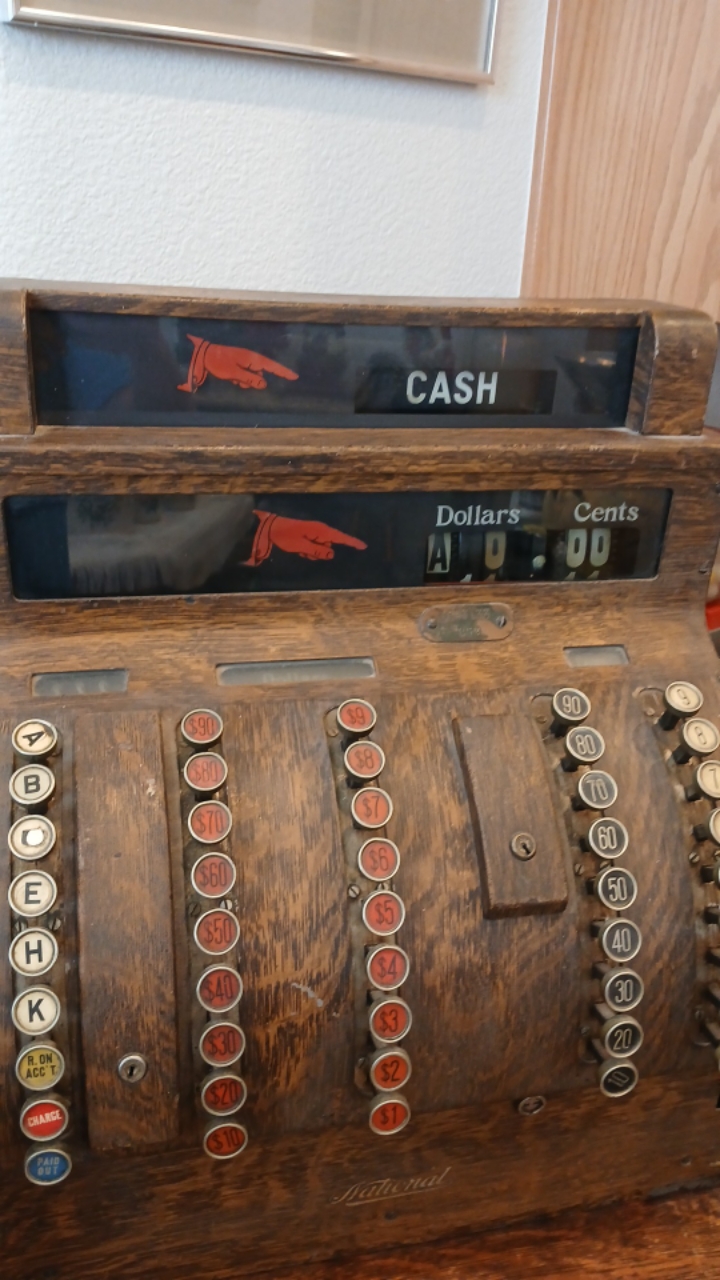 CASH
Dollars Cents
A 0 . 00
A
B
E
H
K
R. ON ACC'T.
CHARGE
PAID OUT
$90
$80
$70
$60
$50
$40
$30
$20
$10
$9
$8
$7
$6
$5
$4
$3
$2
$1
90
80
70
60
50
40
30
20
10
9
8
7
National